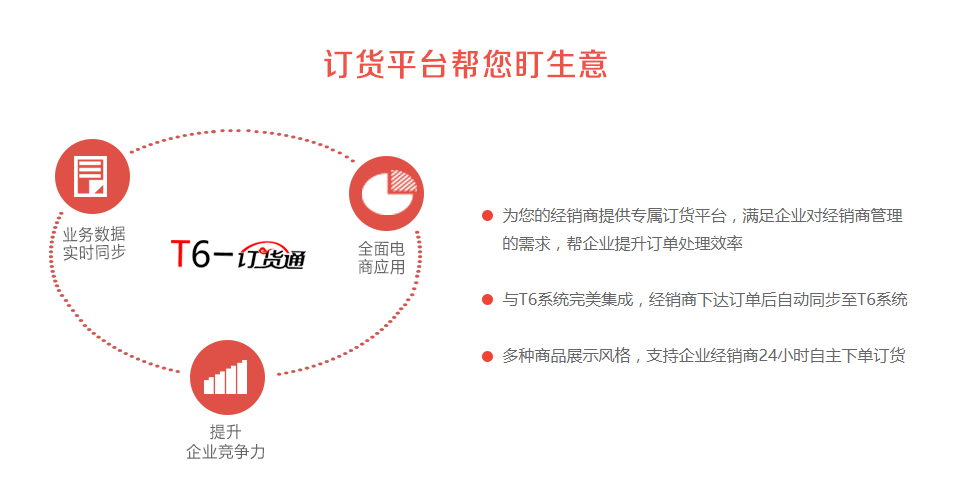 订货平台帮您盯生意
业务数据
实时同步
全面电
商应用
T6-订货通
提升
企业竞争力
为您的经销商提供专属订货平台，满足企业对经销商管理
的需求，帮企业提升订单处理效率
与T6系统完美集成，经销商下达订单后自动同步至T6系统
多种商品展示风格，支持企业经销商24小时自主下单订货